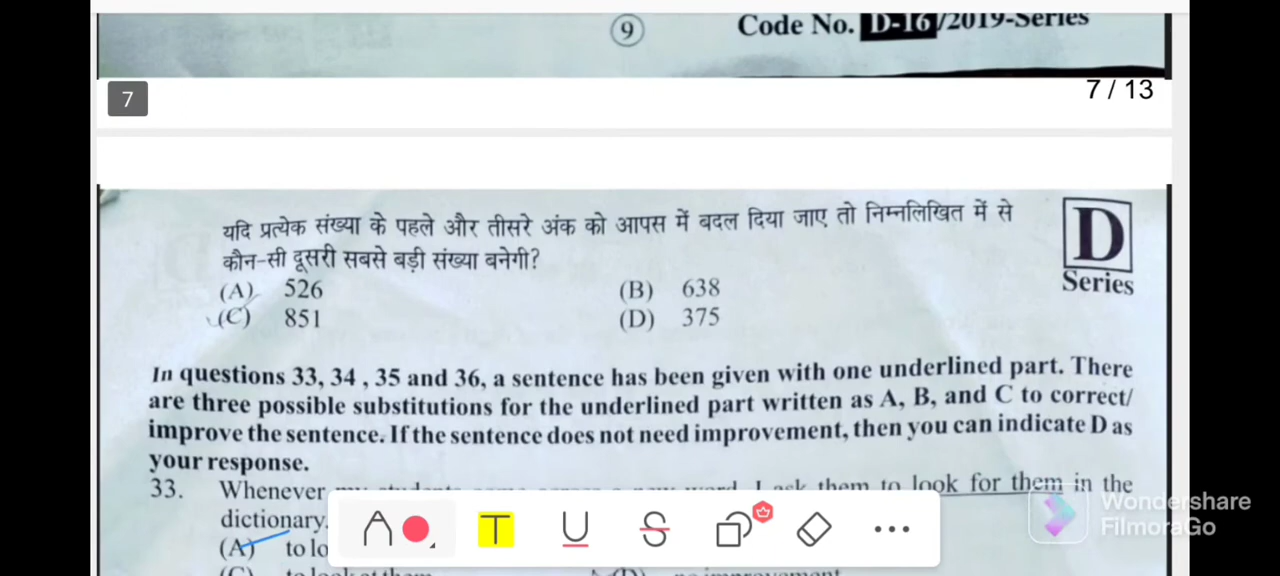 9 Code No. D-16/2019-Series
7 7 / 13
यदि प्रत्येक संख्या के पहले और तीसरे अंक को आपस में बदल दिया जाए तो निम्नलिखित में से
कौन-सी दूसरी सबसे बड़ी संख्या बनेगी?
D
Series
(A) 526 (B) 638
(C) 851 (D) 375
In questions 33, 34 , 35 and 36, a sentence has been given with one underlined part. There
are three possible substitutions for the underlined part written as A, B, and C to correct/
improve the sentence. If the sentence does not need improvement, then you can indicate D as
your response.
33. Whenever I ask them to look for them in the
dictionary.
(A) to lo
T U S
Wondershare
FilmoraGo